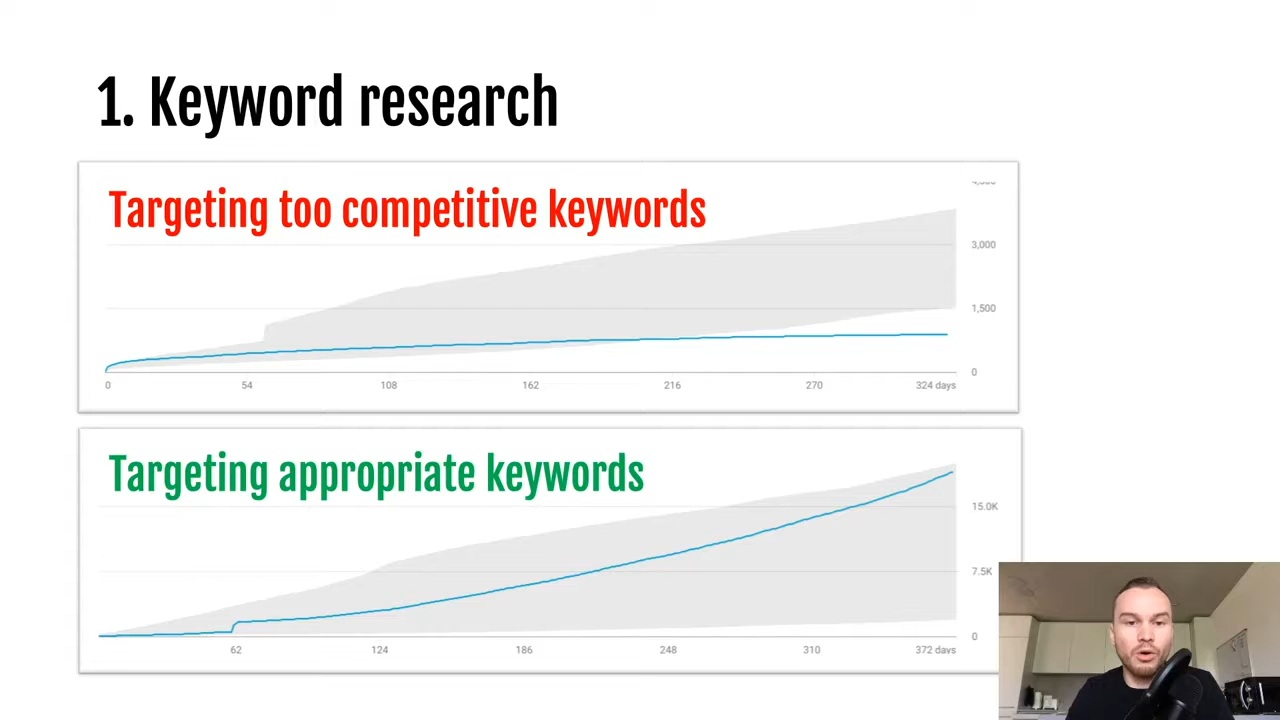 1. Keyword research
Targeting too competitive keywords
3,000
1,500
0
0 54 108 162 216 270 324 days
Targeting appropriate keywords
15.0K
7.5K
0
62 124 186 248 310 372 days